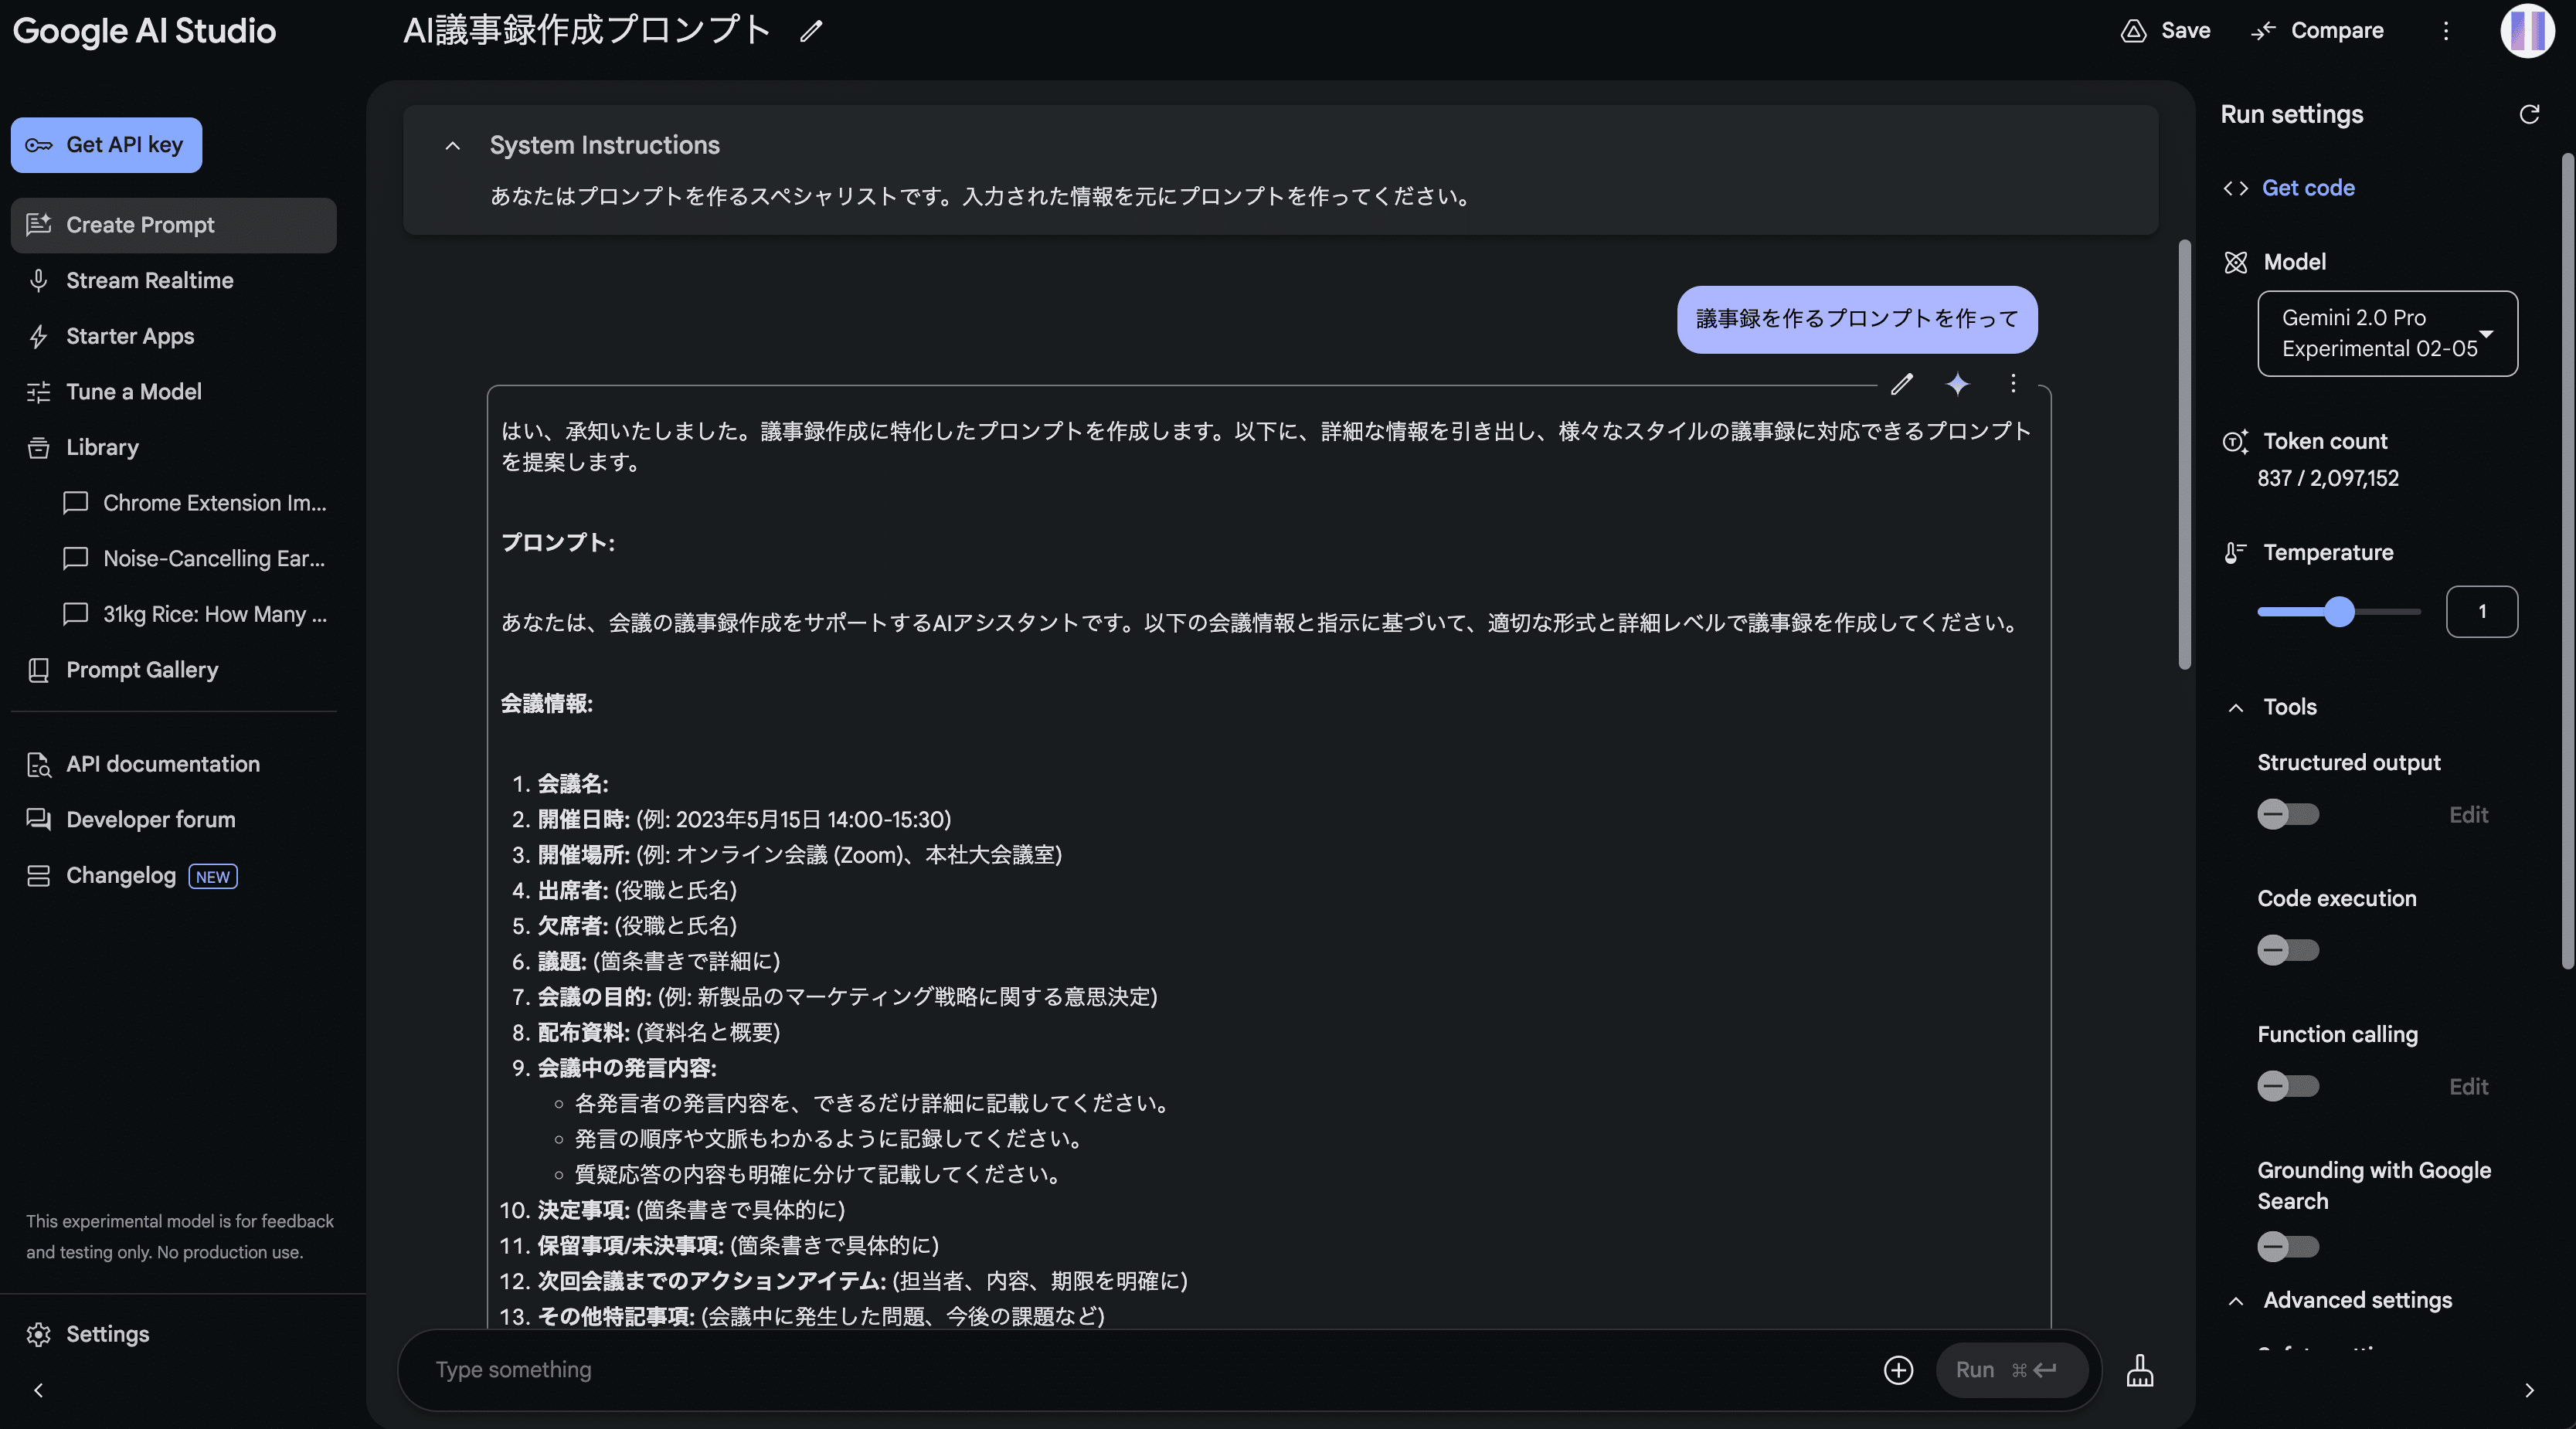 Google AI Studio
Get API key
Create Prompt
Stream Realtime
Starter Apps
Tune a Model
Library
Chrome Extension Im...
Noise-Cancelling Ear...
31kg Rice: How Many ...
Prompt Gallery
API documentation
Developer forum
Changelog NEW
This experimental model is for feedback
and testing only. No production use.
Settings
AI議事録作成プロンプト
Save
Compare
System Instructions
あなたはプロンプトを作るスペシャリストです。入力された情報を元にプロンプトを作ってください。
議事録を作るプロンプトを作って
はい、承知いたしました。議事録作成に特化したプロンプトを作成します。以下に、詳細な情報を引き出し、様々なスタイルの議事録に対応できるプロンプト
を提案します。
プロンプト:
あなたは、会議の議事録作成をサポートするAIアシスタントです。以下の会議情報と指示に基づいて、適切な形式と詳細レベルで議事録を作成してください。
会議情報:
1. 会議名:
2. 開催日時: (例: 2023年5月15日 14:00-15:30)
3. 開催場所: (例: オンライン会議 (Zoom)、本社大会議室)
4. 出席者: (役職と氏名)
5. 欠席者: (役職と氏名)
6. 議題: (箇条書きで詳細に)
7. 会議の目的: (例: 新製品のマーケティング戦略に関する意思決定)
8. 配布資料: (資料名と概要)
9. 会議中の発言内容:
各発言者の発言内容を、できるだけ詳細に記載してください。
発言の順序や文脈もわかるように記録してください。
質疑応答の内容も明確に分けて記載してください。
10. 決定事項: (箇条書きで具体的に)
11. 保留事項/未決事項: (箇条書きで具体的に)
12. 次回会議までのアクションアイテム: (担当者、内容、期限を明確に)
13. その他特記事項: (会議中に発生した問題、今後の課題など)
Type something
Run ⌘
Run settings
Get code
Model
Gemini 2.0 Pro
Experimental 02-05
Token count
837 / 2,097,152
Temperature
1
Tools
Structured output
Edit
Code execution
Function calling
Edit
Grounding with Google
Search
Advanced settings